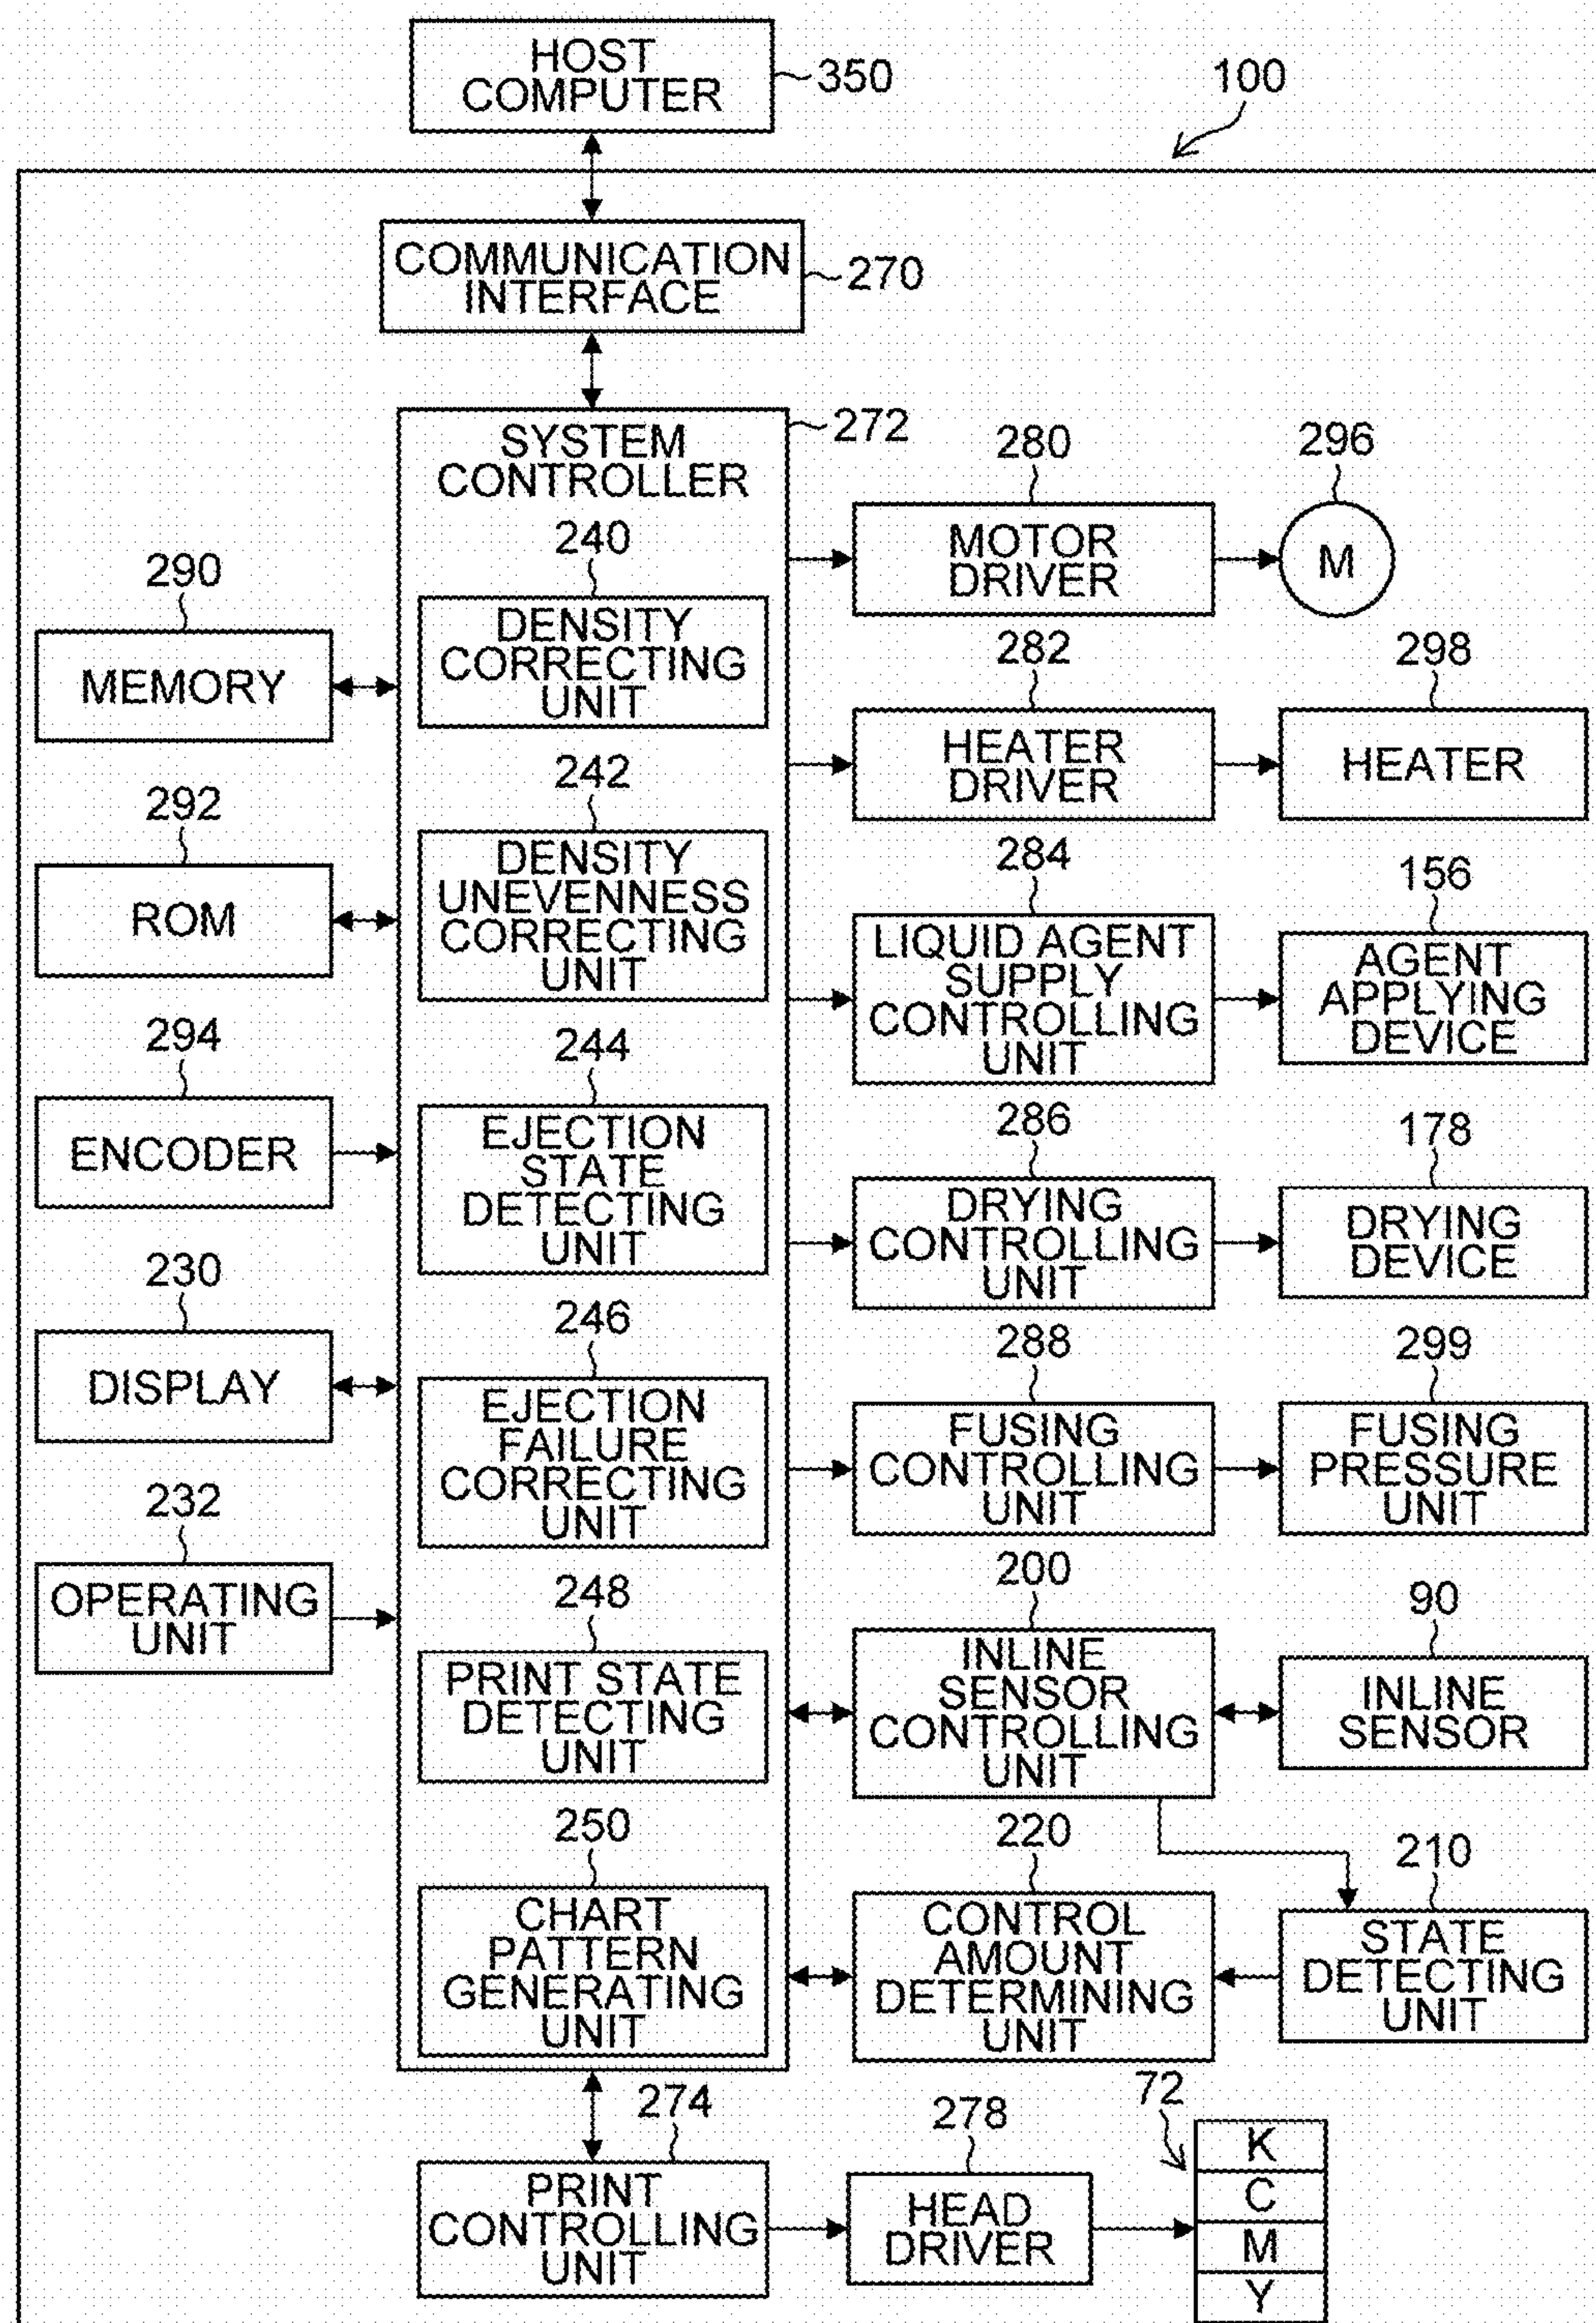 HOST
COMPUTER
350
100
COMMUNICATION
INTERFACE
270
SYSTEM
CONTROLLER
272
240
DENSITY
CORRECTING
UNIT
242
DENSITY
UNEVENNESS
CORRECTING
UNIT
244
EJECTION
STATE
DETECTING
UNIT
246
EJECTION
FAILURE
CORRECTING
UNIT
248
PRINT STATE
DETECTING
UNIT
250
CHART
PATTERN
GENERATING
UNIT
290
MEMORY
292
ROM
294
ENCODER
230
DISPLAY
232
OPERATING
UNIT
280
MOTOR
DRIVER
296
M
282
HEATER
DRIVER
298
HEATER
284
LIQUID AGENT
SUPPLY
CONTROLLING
UNIT
156
AGENT
APPLYING
DEVICE
286
DRYING
CONTROLLING
UNIT
178
DRYING
DEVICE
288
FUSING
CONTROLLING
UNIT
299
FUSING
PRESSURE
UNIT
200
INLINE
SENSOR
CONTROLLING
UNIT
90
INLINE
SENSOR
220
CONTROL
AMOUNT
DETERMINING
UNIT
210
STATE
DETECTING
UNIT
274
PRINT
CONTROLLING
UNIT
278
HEAD
DRIVER
72
K
C
M
Y